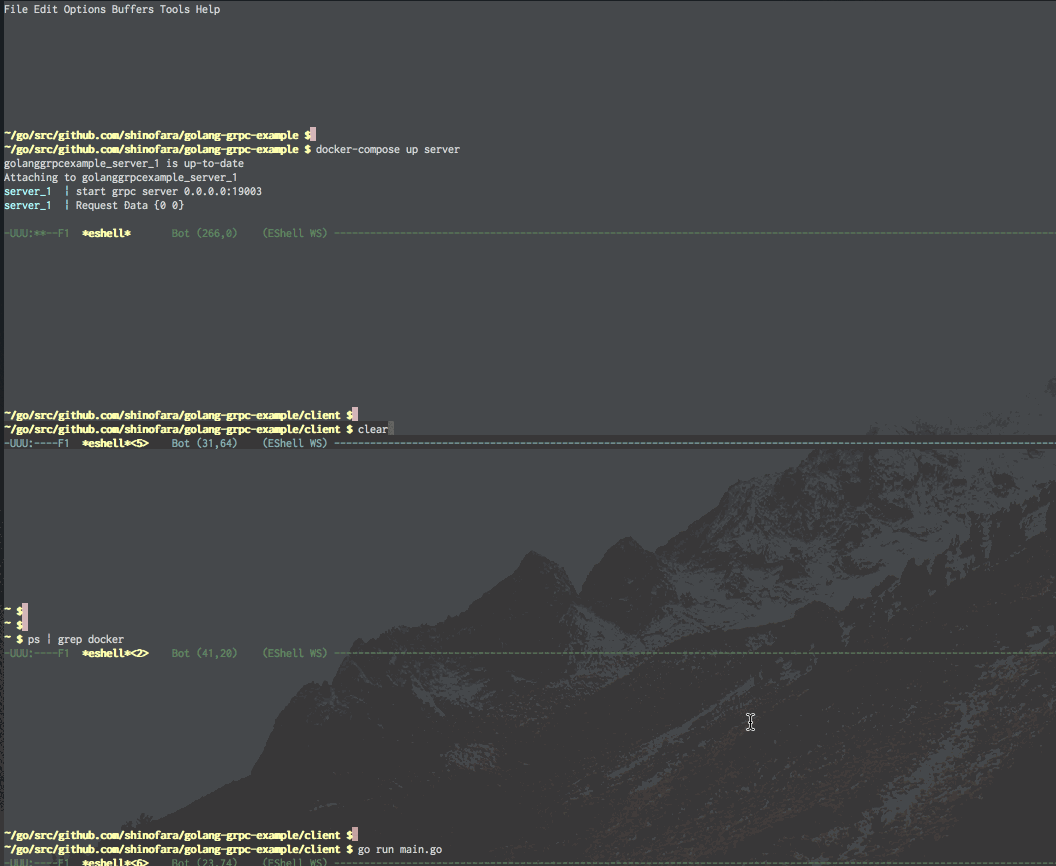 File Edit Options Buffers Tools Help
~/go/src/github.com/shinofara/golang-grpc-example $
~/go/src/github.com/shinofara/golang-grpc-example $ docker-compose up server
golanggrpcexample_server_1 is up-to-date
Attaching to golanggrpcexample_server_1
server_1  | start grpc server 0.0.0.0:19003
server_1  | Request Data {0 0}
-UUU:**--F1  *eshell*      Bot (266,0)    (EShell WS) ------------------------------------------------------------
~/go/src/github.com/shinofara/golang-grpc-example/client $
~/go/src/github.com/shinofara/golang-grpc-example/client $ clear
-UUU:----F1  *eshell*<5>   Bot (31,64)    (EShell WS) ------------------------------------------------------------
~ $
~ $
~ $ ps | grep docker
-UUU:----F1  *eshell*<2>   Bot (41,20)    (EShell WS) ------------------------------------------------------------
~/go/src/github.com/shinofara/golang-grpc-example/client $
~/go/src/github.com/shinofara/golang-grpc-example/client $ go run main.go
-UUU:----F1  *eshell*<6>   Bot (23,74)    (EShell WS) ------------------------------------------------------------